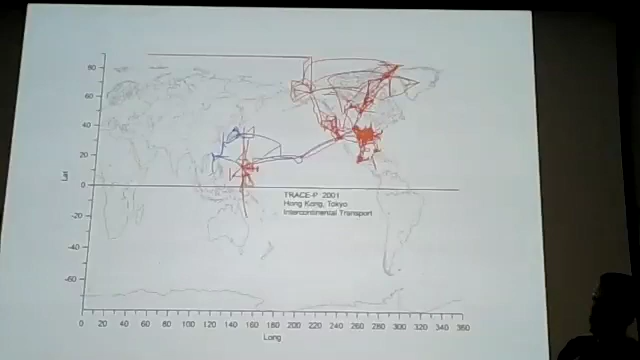 80
60
40
20
0
-20
-40
-60
Lat
TRACE-P 2001
Hong Kong, Tokyo
Intercontinental Transport
0 20 40 60 80 100 120 140 160 180 200 220 240 260 280 300 320 340 360
Long